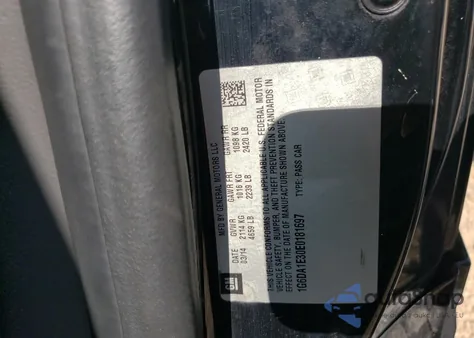 MFD BY GENERAL MOTORS LLC
DATE GVWR GAWR FRT GAWR RR
03/14 2114 KG 1016 KG 1098 KG
4659 LB 2239 LB 2420 LB
THIS VEHICLE CONFORMS TO ALL APPLICABLE U.S. FEDERAL MOTOR
VEHICLE SAFETY, BUMPER, AND THEFT PREVENTION STANDARDS IN
EFFECT ON THE DATE OF MANUFACTURE SHOWN ABOVE.
1G6DA1E30E0181697 TYPE: PASS CAR
GM
autoshop